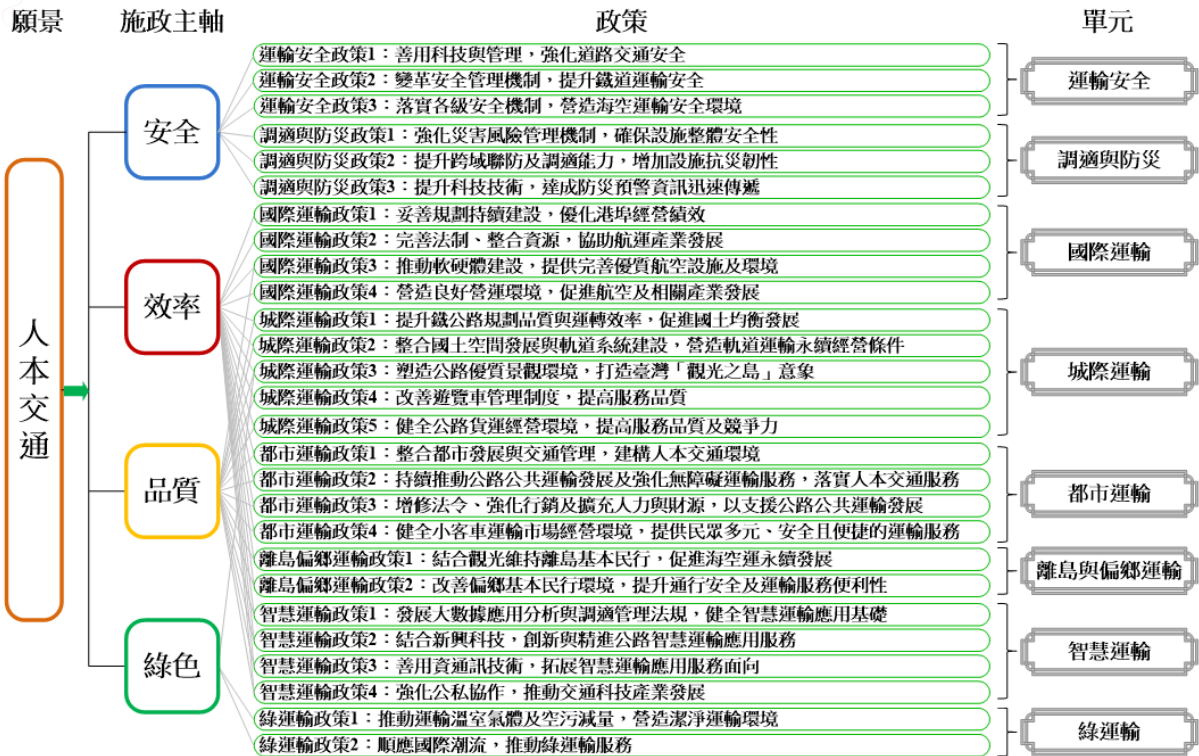 願景 施政主軸 政策 單元
人本交通
安全
效率
品質
綠色
運輸安全政策1：善用科技與管理，強化道路交通安全
運輸安全政策2：變革安全管理機制，提升鐵道運輸安全
運輸安全政策3：落實各級安全機制，營造海空運輸安全環境
調適與防災政策1：強化災害風險管理機制，確保設施整體安全性
調適與防災政策2：提升跨域聯防及調適能力，增加設施抗災韌性
調適與防災政策3：提升科技技術，達成防災預警資訊迅速傳遞
國際運輸政策1：妥善規劃持續建設，優化港埠經營績效
國際運輸政策2：完善法制、整合資源，協助航運產業發展
國際運輸政策3：推動軟硬體建設，提供完善優質航空設施及環境
國際運輸政策4：營造良好營運環境，促進航空及相關產業發展
城際運輸政策1：提升鐵公路規劃品質與運轉效率，促進國土均衡發展
城際運輸政策2：整合國土空間發展與軌道系統建設，營造軌道運輸永續經營條件
城際運輸政策3：塑造公路優質景觀環境，打造臺灣「觀光之島」意象
城際運輸政策4：改善遊覽車管理制度，提高服務品質
城際運輸政策5：健全公路貨運經營環境，提高服務品質及競爭力
都市運輸政策1：整合都市發展與交通管理，建構人本交通環境
都市運輸政策2：持續推動公路公共運輸發展及強化無障礙運輸服務，落實人本交通服務
都市運輸政策3：增修法令、強化行銷及擴充人力與財源，以支援公路公共運輸發展
都市運輸政策4：健全小客車運輸市場經營環境，提供民眾多元、安全且便捷的運輸服務
離島偏鄉運輸政策1：結合觀光維持離島基本民行，促進海空運永續發展
離島偏鄉運輸政策2：改善偏鄉基本民行環境，提升通行安全及運輸服務便利性
智慧運輸政策1：發展大數據應用分析與調適管理法規，健全智慧運輸應用基礎
智慧運輸政策2：結合新興科技，創新與精進公路智慧運輸應用服務
智慧運輸政策3：善用資通訊技術，拓展智慧運輸應用服務面向
智慧運輸政策4：強化公私協作，推動交通科技產業發展
綠運輸政策1：推動運輸溫室氣體及空污減量，營造潔淨運輸環境
綠運輸政策2：順應國際潮流，推動綠運輸服務
運輸安全
調適與防災
國際運輸
城際運輸
都市運輸
離島與偏鄉運輸
智慧運輸
綠運輸